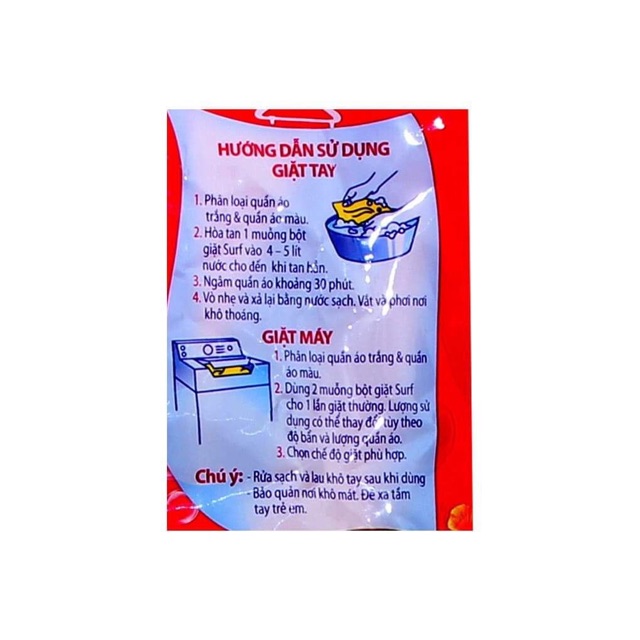 HƯỚNG DẪN SỬ DỤNG
GIẶT TAY
1. Phân loại quần áo
trắng & quần áo màu.
2. Hòa tan 1 muỗng bột
giặt Surf vào 4 – 5 lít
nước cho đến khi tan hẳn.
3. Ngâm quần áo khoảng 30 phút.
4. Vò nhẹ và xả lại bằng nước sạch. Vắt và phơi nơi
khô thoáng.
GIẶT MÁY
1. Phân loại quần áo trắng & quần
áo màu.
2. Dùng 2 muỗng bột giặt Surf
cho 1 lần giặt thường. Lượng sử
dụng có thể thay đổi tùy theo
độ bẩn và lượng quần áo.
3. Chọn chế độ giặt phù hợp.
Chú ý: - Rửa sạch và lau khô tay sau khi dùng
- Bảo quản nơi khô mát. Để xa tầm
tay trẻ em.